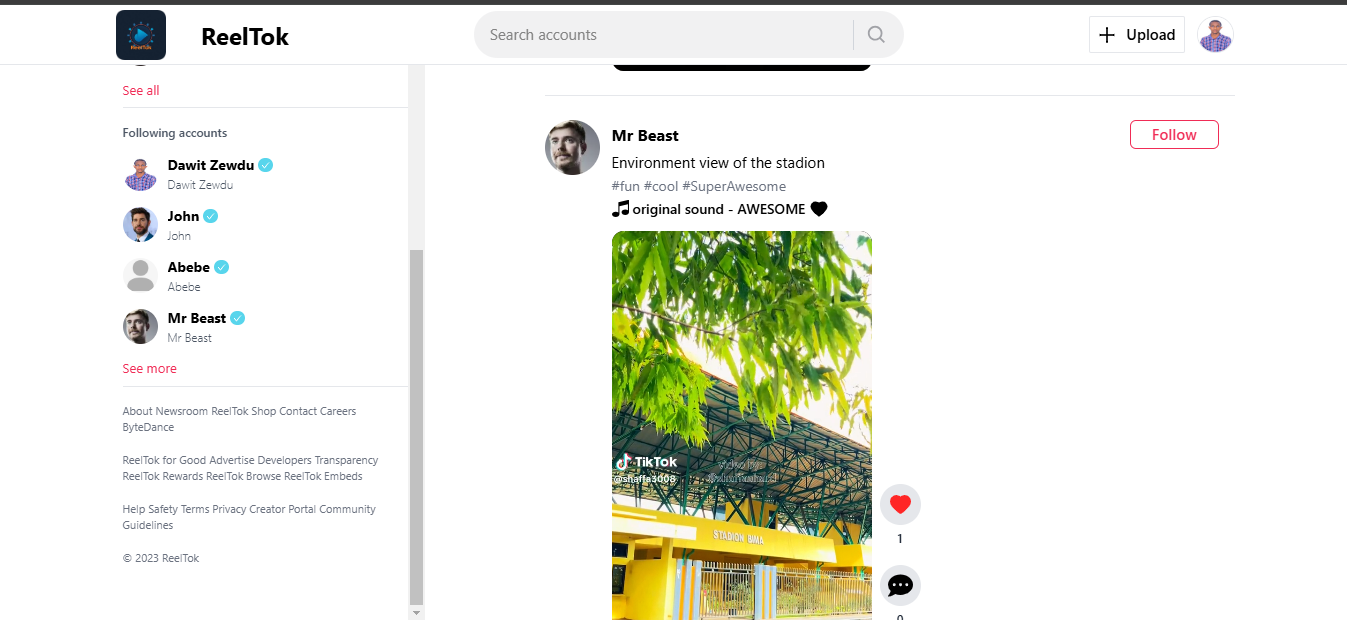 ReelTok
ReelTok
Search accounts
Upload
See all
Following accounts
Dawit Zewdu
Dawit Zewdu
John
John
Abebe
Abebe
Mr Beast
Mr Beast
See more
About Newsroom ReelTok Shop Contact Careers
ByteDance
ReelTok for Good Advertise Developers Transparency
ReelTok Rewards ReelTok Browse ReelTok Embeds
Help Safety Terms Privacy Creator Portal Community
Guidelines
© 2023 ReelTok
Mr Beast
Follow
Environment view of the stadion
#fun #cool #SuperAwesome
original sound - AWESOME
TikTok
@shaffa3008
Video by:
STADION BIMA
1
0